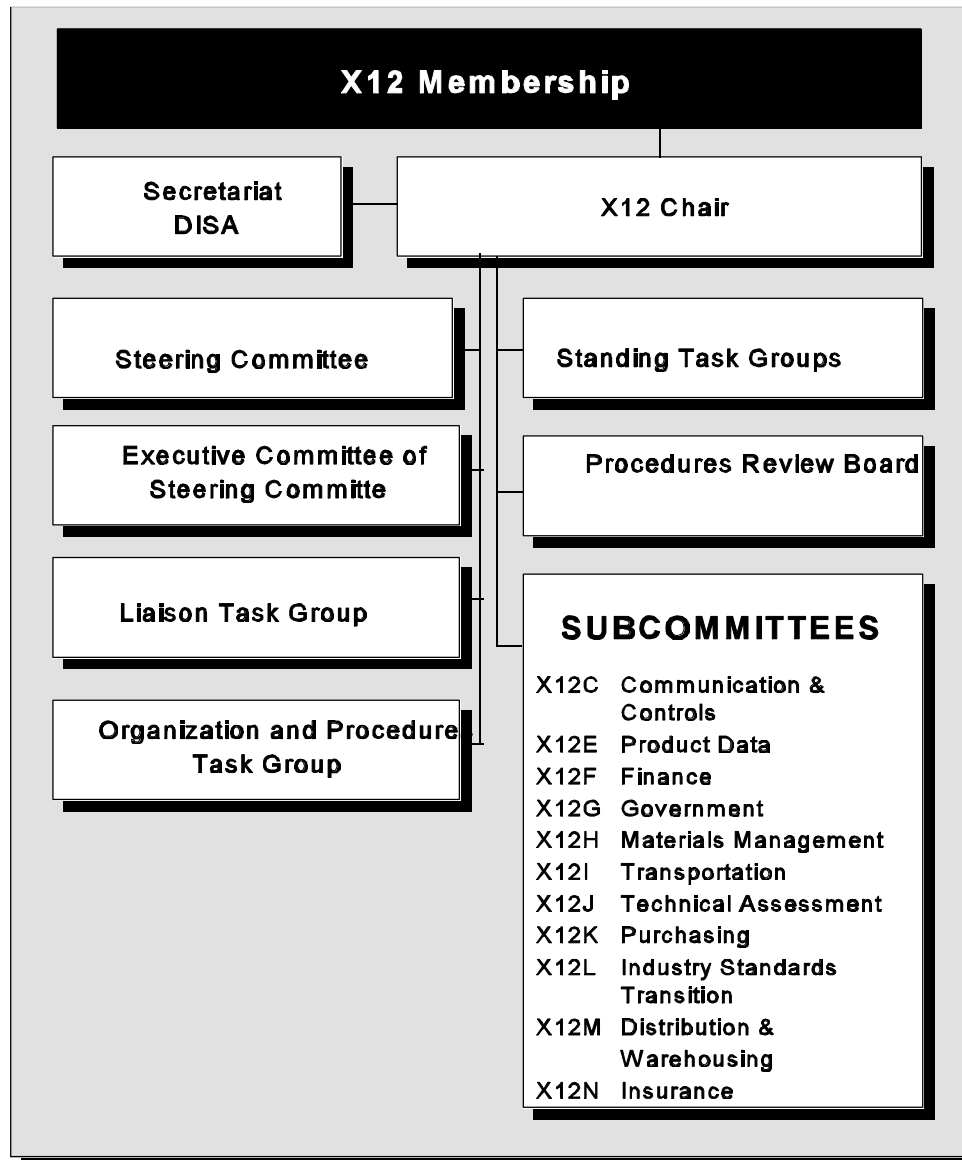 X12 Membership
Secretariat
DISA
X12 Chair
Steering Committee
Standing Task Groups
Executive Committee of
Steering Committe
Procedures Review Board
Liaison Task Group
Organization and Procedures
Task Group
SUBCOMMITTEES
X12C Communication &
Controls
X12E Product Data
X12F Finance
X12G Government
X12H Materials Management
X12I Transportation
X12J Technical Assessment
X12K Purchasing
X12L Industry Standards
Transition
X12M Distribution &
Warehousing
X12N Insurance